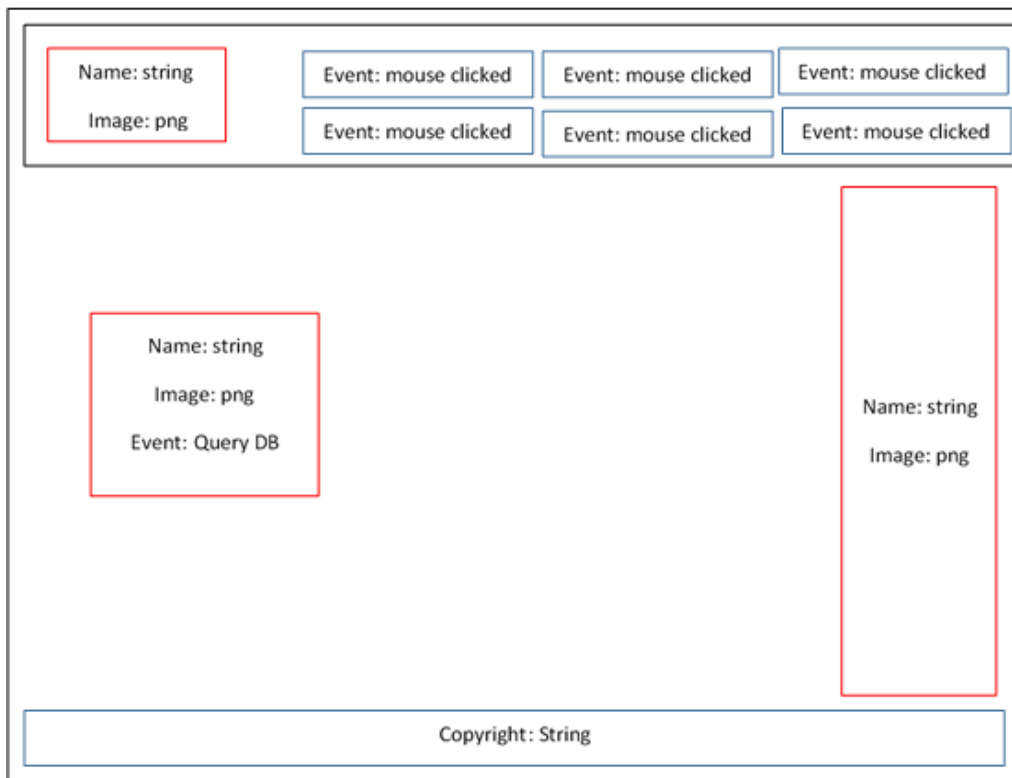 Name: string
Image: png
Event: mouse clicked
Event: mouse clicked
Event: mouse clicked
Event: mouse clicked
Event: mouse clicked
Event: mouse clicked
Name: string
Image: png
Event: Query DB
Name: string
Image: png
Copyright: String